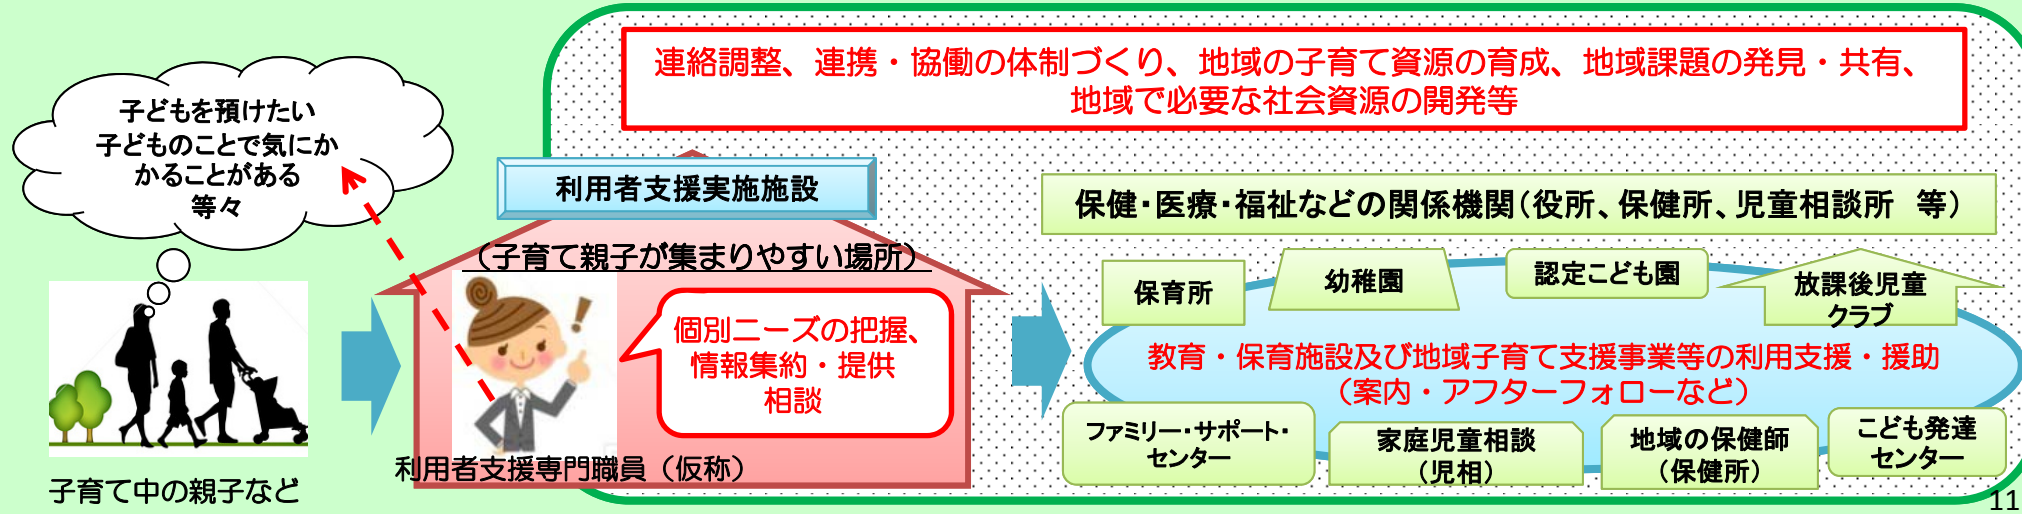 連絡調整、連携・協働の体制づくり、地域の子育て資源の育成、地域課題の発見・共有、
地域で必要な社会資源の開発等
子どもを預けたい
子どものことで気にか
かることがある
等々
利用者支援実施施設
(子育て親子が集まりやすい場所)
個別ニーズの把握、
情報集約・提供
相談
利用者支援専門職員(仮称)
子育て中の親子など
保健・医療・福祉などの関係機関(役所、保健所、児童相談所 等)
保育所
幼稚園
認定こども園
放課後児童
クラブ
教育・保育施設及び地域子育て支援事業等の利用支援・援助
(案内・アフターフォローなど)
ファミリー・サポート・
センター
家庭児童相談
(児相)
地域の保健師
(保健所)
こども発達
センター
11